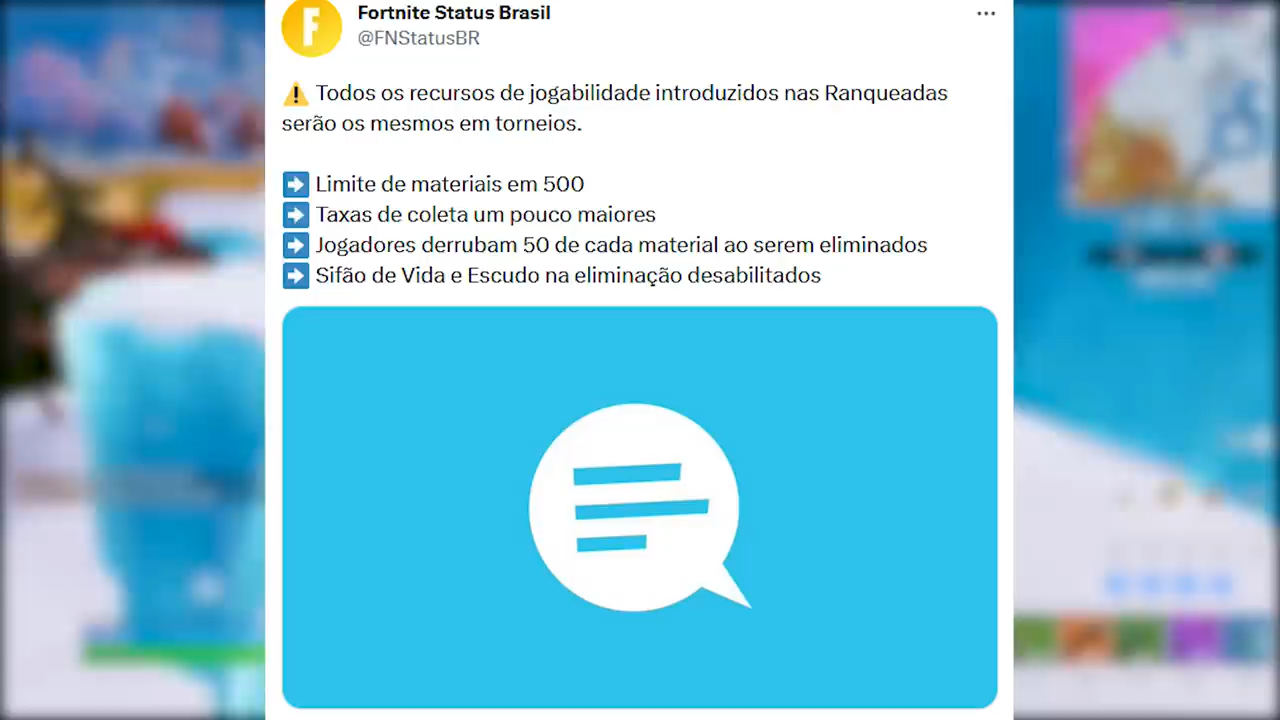 Fortnite Status Brasil
@FNStatusBR
⚠️ Todos os recursos de jogabilidade introduzidos nas Ranqueadas
serão os mesmos em torneios.
➡️ Limite de materiais em 500
➡️ Taxas de coleta um pouco maiores
➡️ Jogadores derrubam 50 de cada material ao serem eliminados
➡️ Sifão de Vida e Escudo na eliminação desabilitados